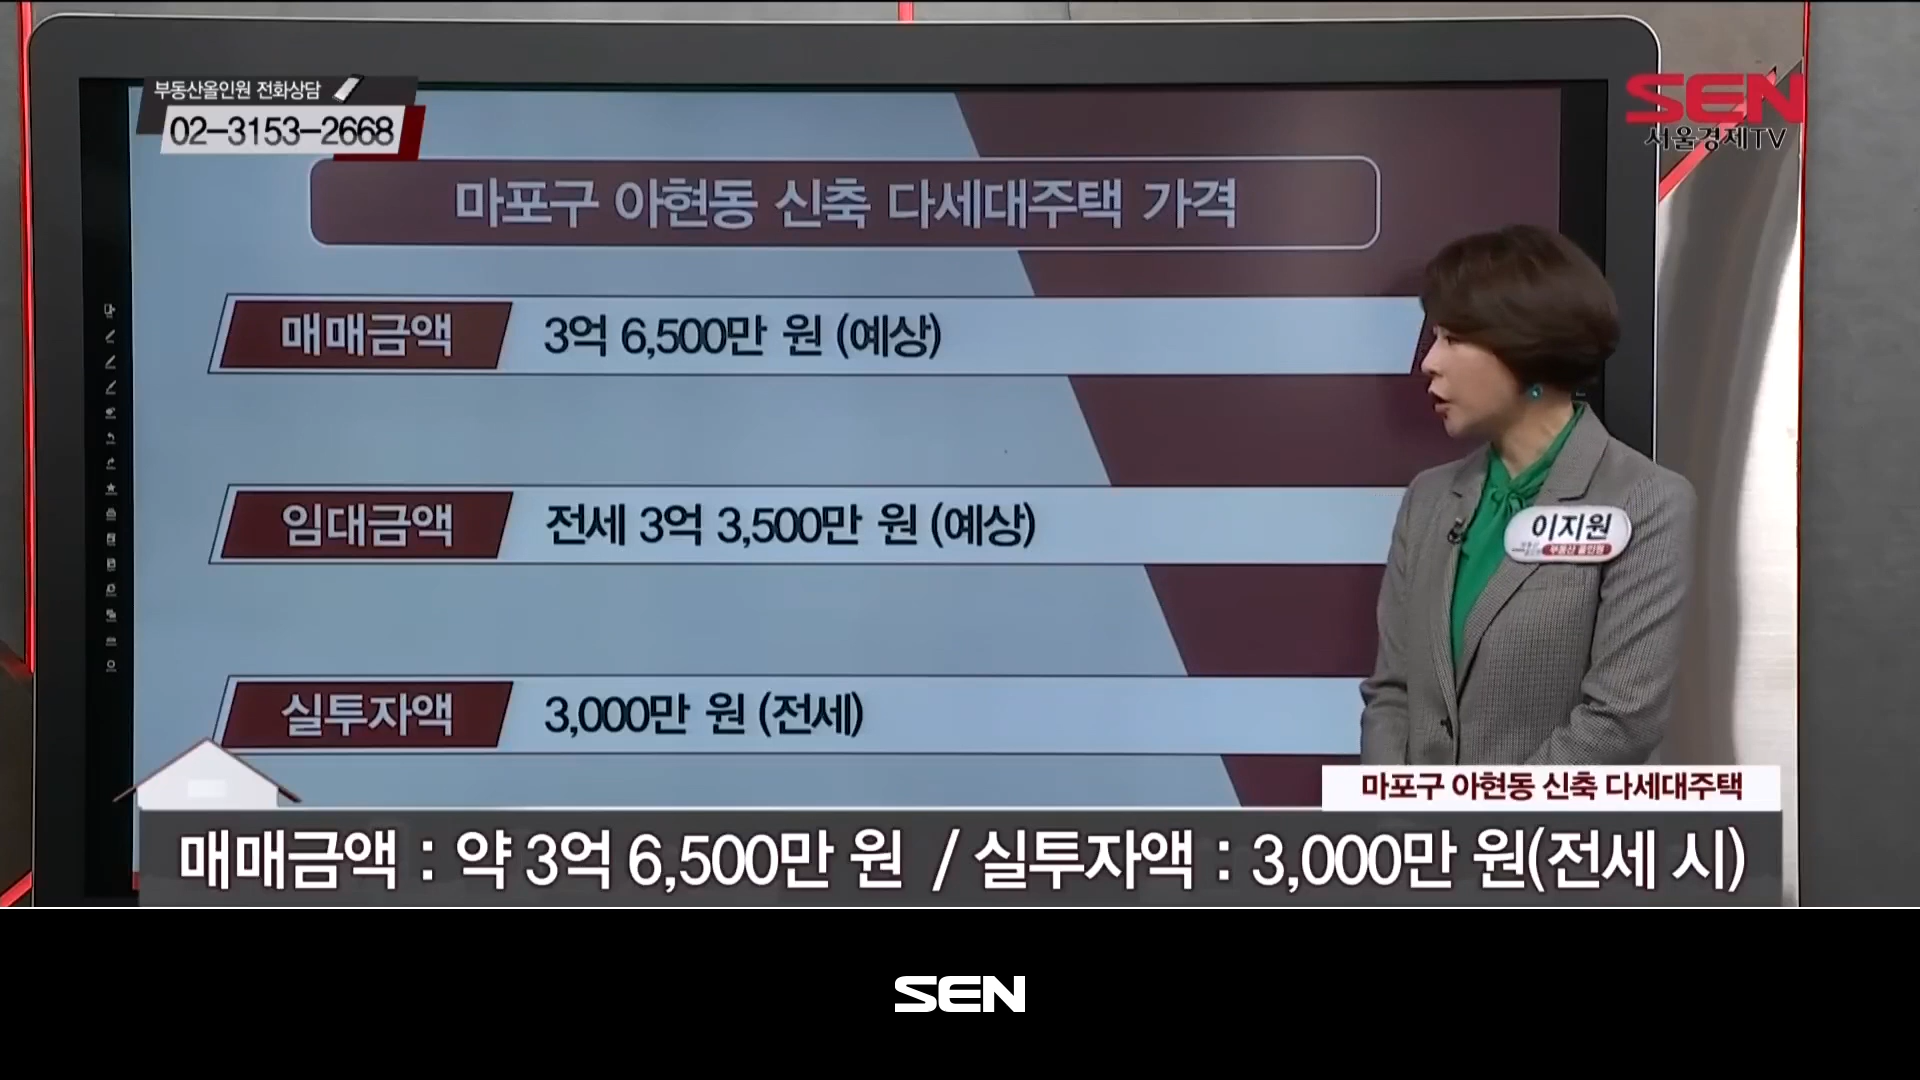 부동산올인원 전화상담
02-3153-2668
SEN
서울경제TV
마포구 아현동 신축 다세대주택 가격
매매금액 3억 6,500만 원 (예상)
임대금액 전세 3억 3,500만 원 (예상)
이지원
부동산 올인원
실투자액 3,000만 원 (전세)
마포구 아현동 신축 다세대주택
매매금액 : 약 3억 6,500만 원 / 실투자액 : 3,000만 원(전세 시)
SEN